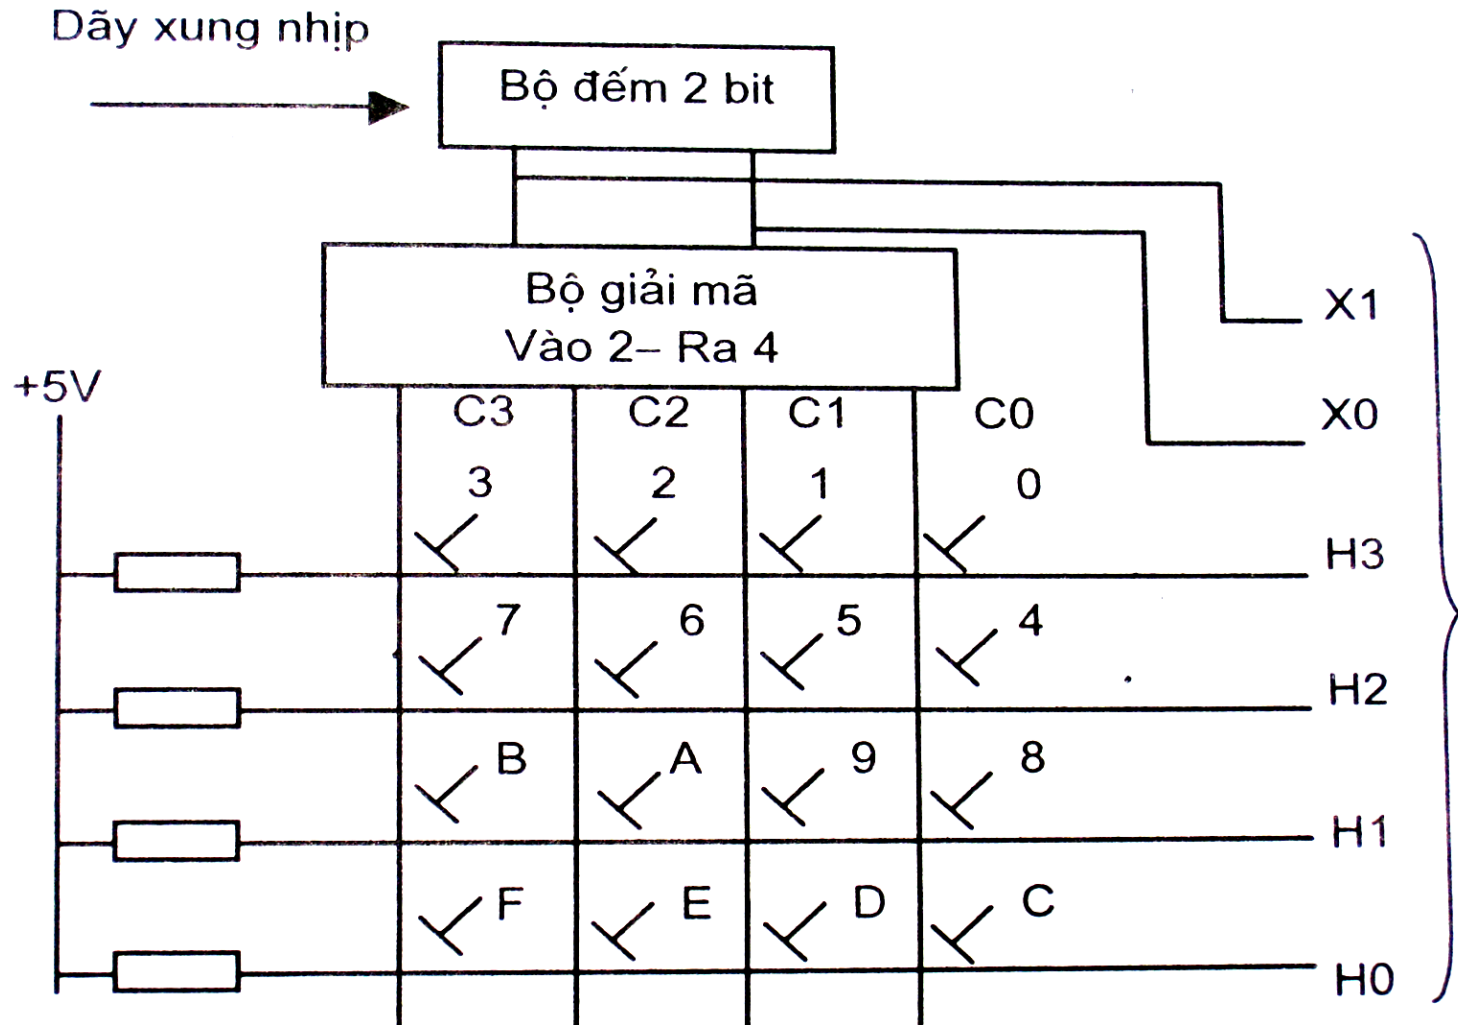 Dãy xung nhịp
Bộ đếm 2 bit
Bộ giải mã
Vào 2– Ra 4
X1
+5V
C3 C2 C1 C0
X0
3 2 1 0
H3
7 6 5 4
H2
B A 9 8
H1
F E D C
H0